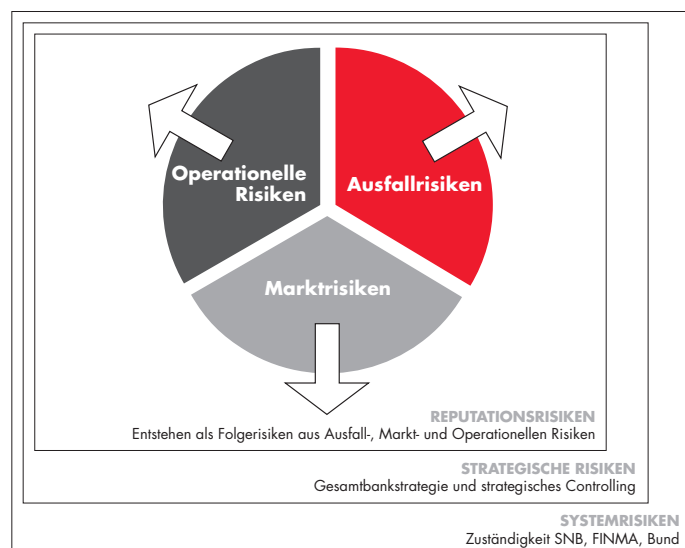 Operationelle
Risiken
Ausfallrisiken
Marktrisiken
REPUTATIONSRISIKEN
Entstehen als Folgerisiken aus Ausfall-, Markt- und Operationellen Risiken
STRATEGISCHE RISIKEN
Gesamtbankstrategie und strategisches Controlling
SYSTEMRISIKEN
Zuständigkeit SNB, FINMA, Bund